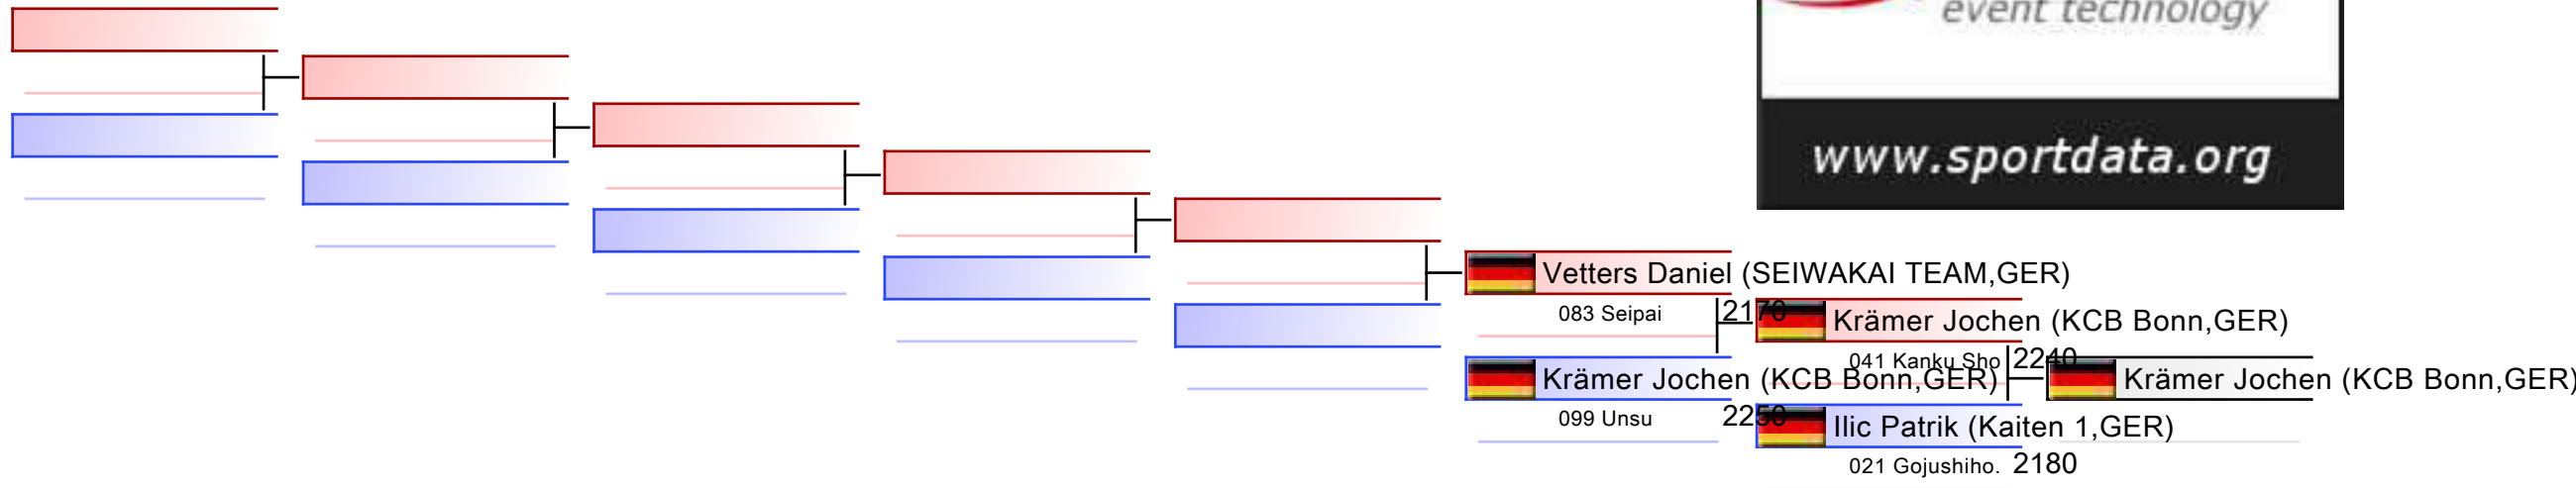 event technology
www.sportdata.org
Vetters Daniel (SEIWAKAI TEAM,GER)
083 Seipai 2170
Krämer Jochen (KCB Bonn,GER)
041 Kanku Sho 2240
Krämer Jochen (KCB Bonn,GER)
Krämer Jochen (KCB Bonn,GER)
099 Unsu 2250
Ilic Patrik (Kaiten 1,GER)
021 Gojushiho. 2180